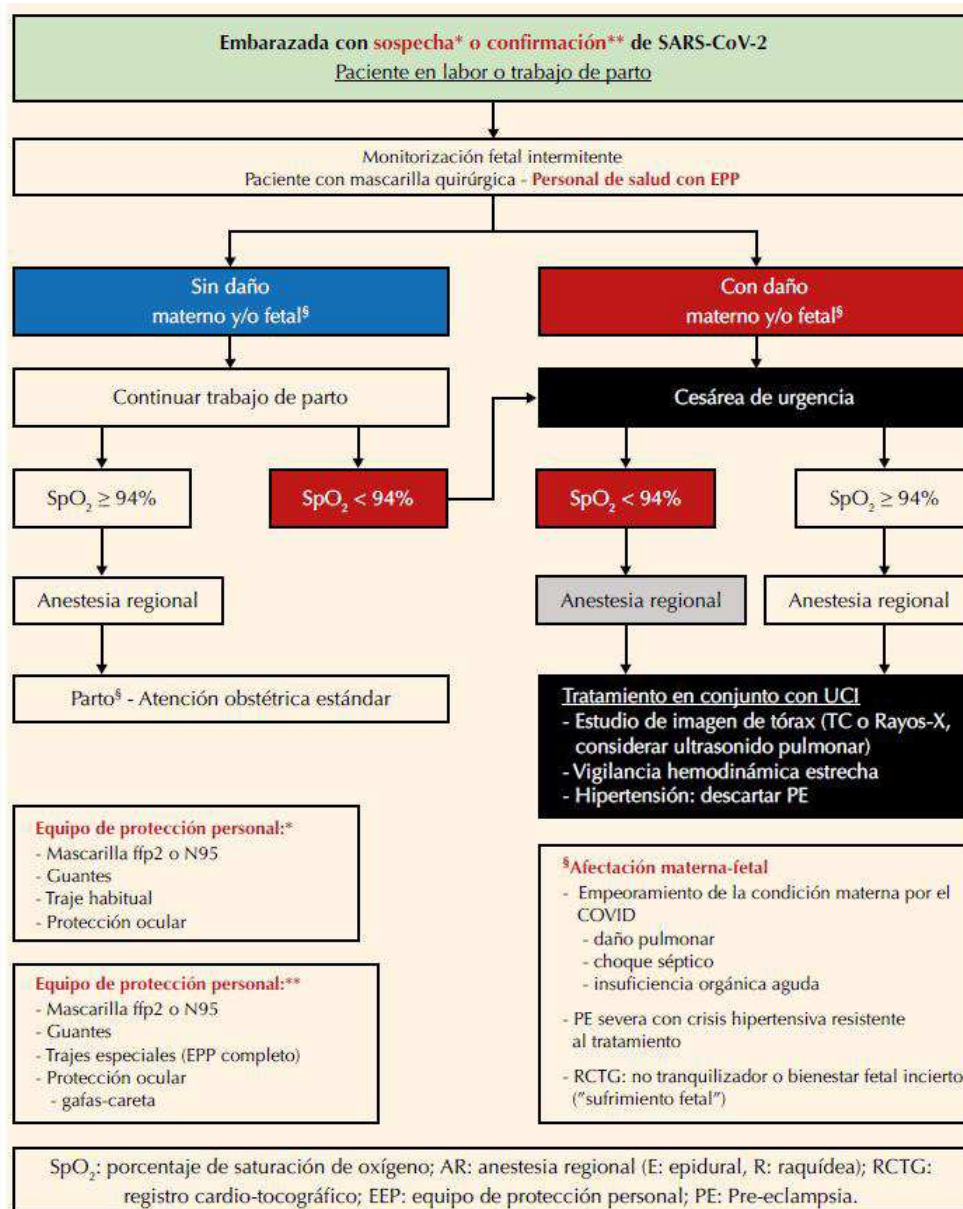 Embarazada con sospecha* o confirmación** de SARS-CoV-2
Paciente en labor o trabajo de parto
Monitorización fetal intermitente
Paciente con mascarilla quirúrgica - Personal de salud con EPP
Sin daño
materno y/o fetal§
Con daño
materno y/o fetal§
Continuar trabajo de parto
Cesárea de urgencia
SpO₂ ≥ 94%
SpO₂ < 94%
SpO₂ < 94%
SpO₂ ≥ 94%
Anestesia regional
Anestesia regional
Anestesia regional
Parto§ - Atención obstétrica estándar
Tratamiento en conjunto con UCI
- Estudio de imagen de tórax (TC o Rayos-X,
considerar ultrasonido pulmonar)
- Vigilancia hemodinámica estrecha
- Hipertensión: descartar PE
Equipo de protección personal:*
- Mascarilla ffp2 o N95
- Guantes
- Traje habitual
- Protección ocular
Equipo de protección personal:**
- Mascarilla ffp2 o N95
- Guantes
- Trajes especiales (EPP completo)
- Protección ocular
- gafas-careta
§Afectación materna-fetal
- Empeoramiento de la condición materna por el
COVID
- daño pulmonar
- choque séptico
- insuficiencia orgánica aguda
- PE severa con crisis hipertensiva resistente
al tratamiento
- RCTG: no tranquilizador o bienestar fetal incierto
("sufrimiento fetal")
SpO₂: porcentaje de saturación de oxígeno; AR: anestesia regional (E: epidural, R: raquídea); RCTG:
registro cardio-tocográfico; EEP: equipo de protección personal; PE: Pre-eclampsia.